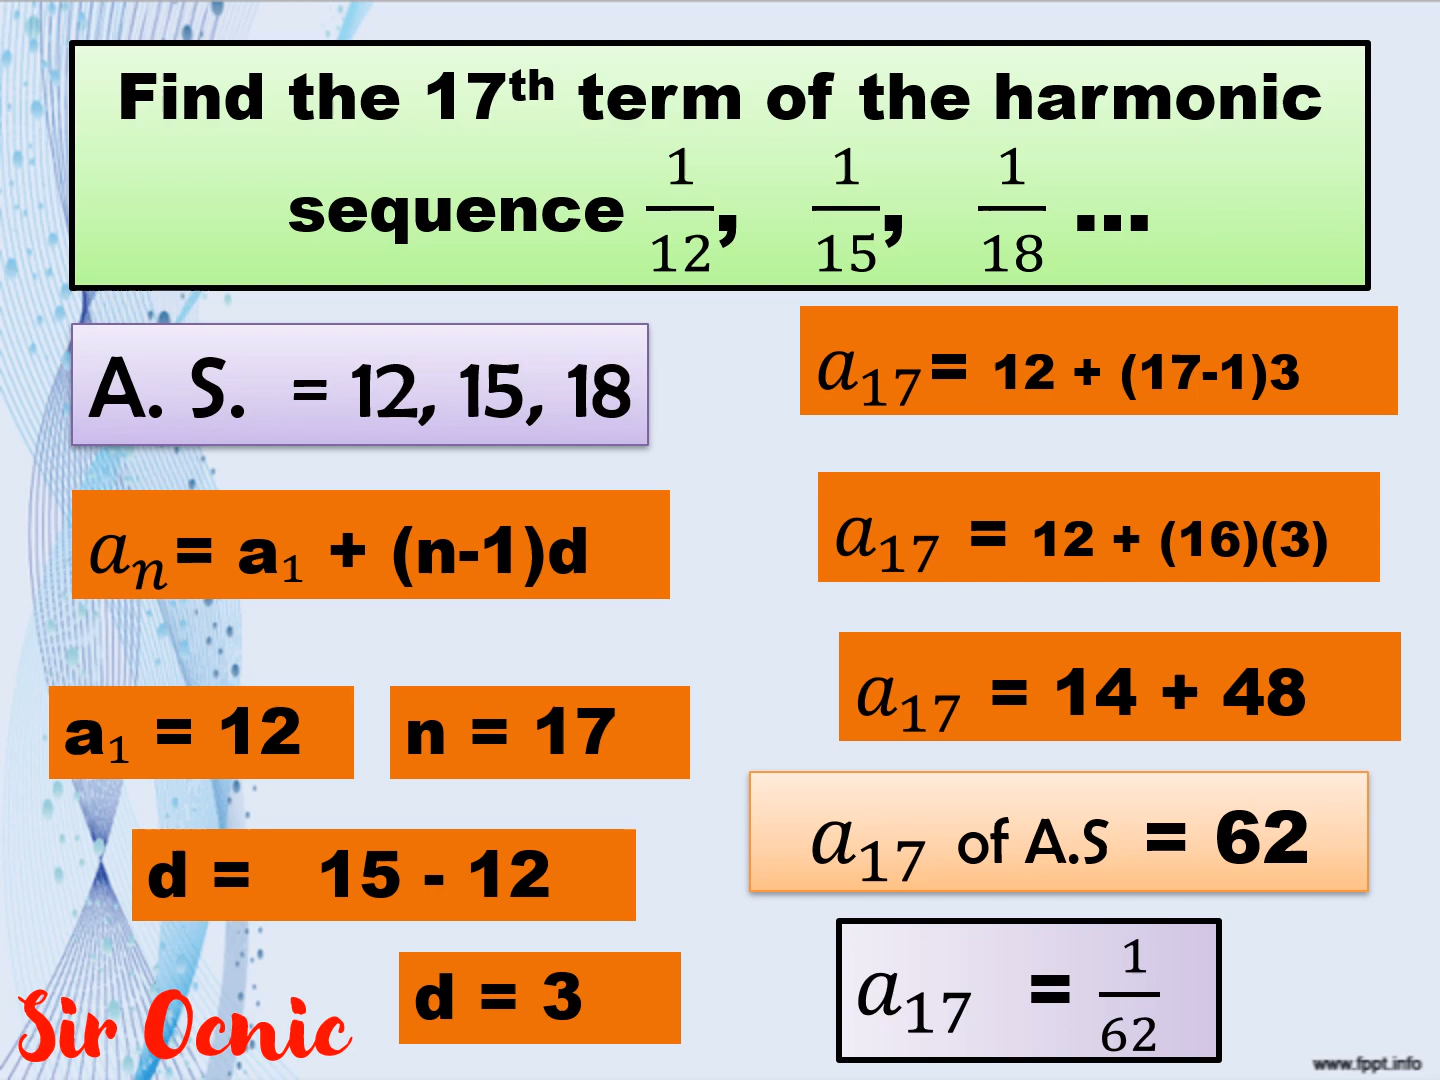 Find the 17th term of the harmonic
sequence 1/12, 1/15, 1/18 ...
A. S. = 12, 15, 18
aₙ = a₁ + (n-1)d
a₁ = 12
n = 17
d = 15 - 12
d = 3
a₁₇ = 12 + (17-1)3
a₁₇ = 12 + (16)(3)
a₁₇ = 14 + 48
a₁₇ of A.S = 62
a₁₇ = 1/62
Sir Ocnic
www.fppt.info